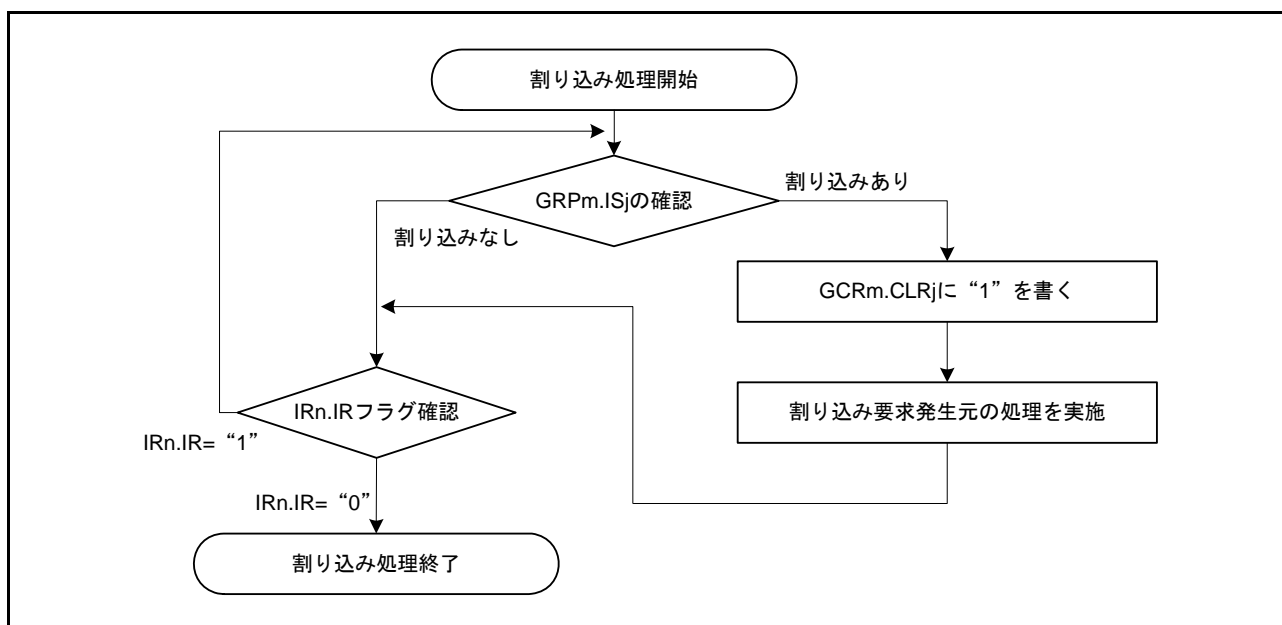 割り込み処理開始
GRPm.ISjの確認
割り込みあり
割り込みなし
GCRm.CLRjに“1”を書く
IRn.IRフラグ確認
割り込み要求発生元の処理を実施
IRn.IR=“1”
IRn.IR=“0”
割り込み処理終了